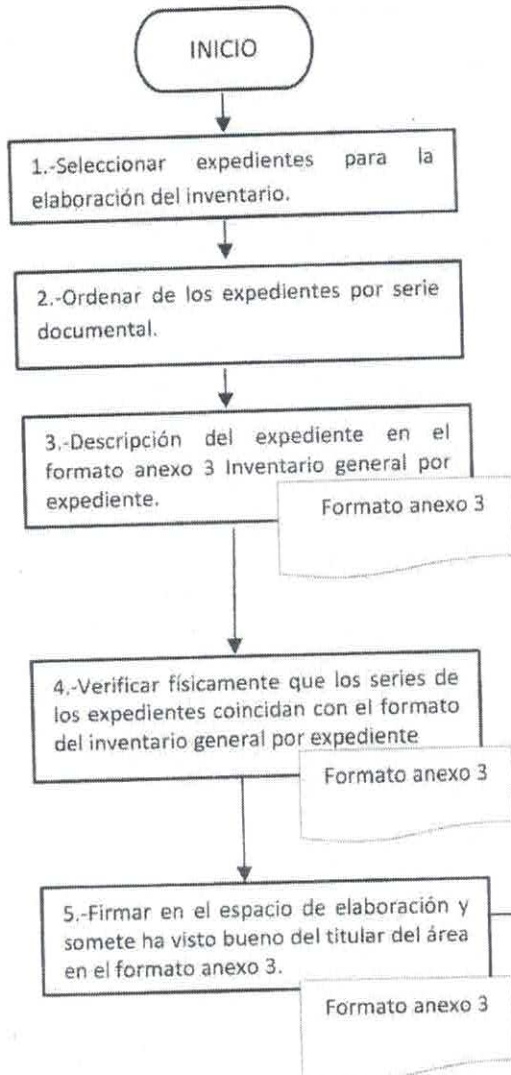 INICIO
1.-Seleccionar expedientes para la
elaboración del inventario.
2.-Ordenar de los expedientes por serie
documental.
3.-Descripción del expediente en el
formato anexo 3 Inventario general por
expediente.
Formato anexo 3
4.-Verificar físicamente que los series de
los expedientes coincidan con el formato
del inventario general por expediente
Formato anexo 3
5.-Firmar en el espacio de elaboración y
somete ha visto bueno del titular del área
en el formato anexo 3.
Formato anexo 3